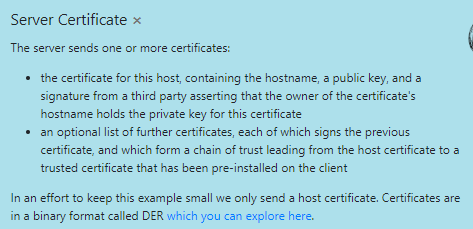 Server Certificate ×
The server sends one or more certificates:
• the certificate for this host, containing the hostname, a public key, and a
signature from a third party asserting that the owner of the certificate's
hostname holds the private key for this certificate
• an optional list of further certificates, each of which signs the previous
certificate, and which form a chain of trust leading from the host certificate to a
trusted certificate that has been pre-installed on the client
In an effort to keep this example small we only send a host certificate. Certificates are
in a binary format called DER which you can explore here.